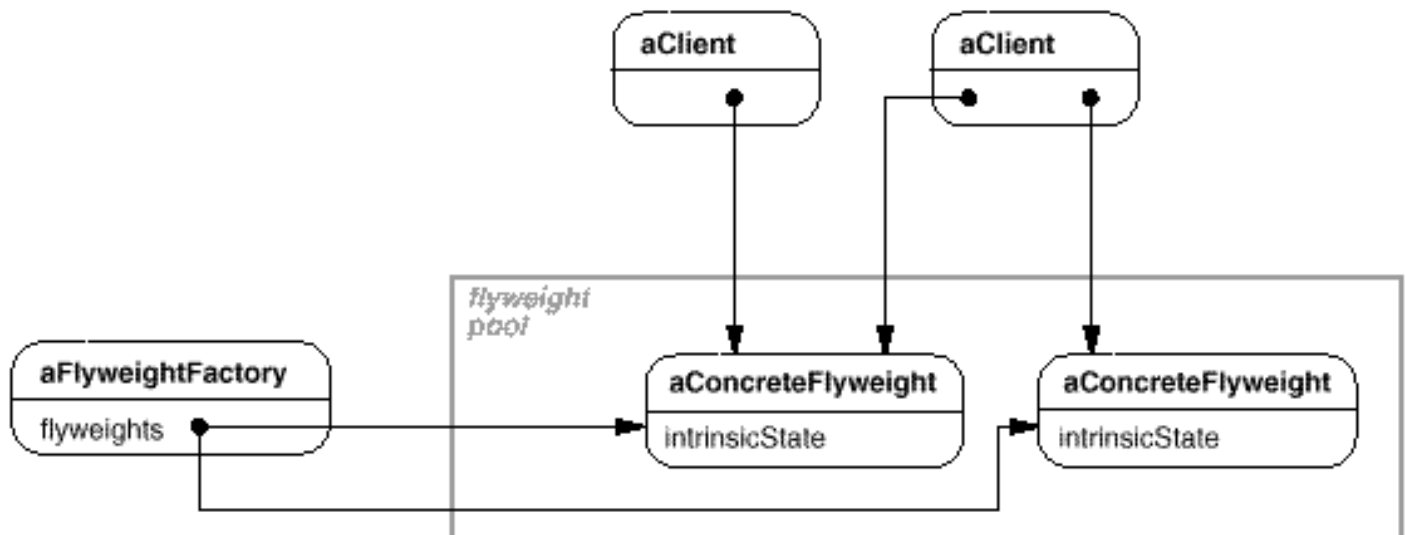 aClient
aClient
flyweight
pool
aFlyweightFactory
flyweights
aConcreteFlyweight
intrinsicState
aConcreteFlyweight
intrinsicState